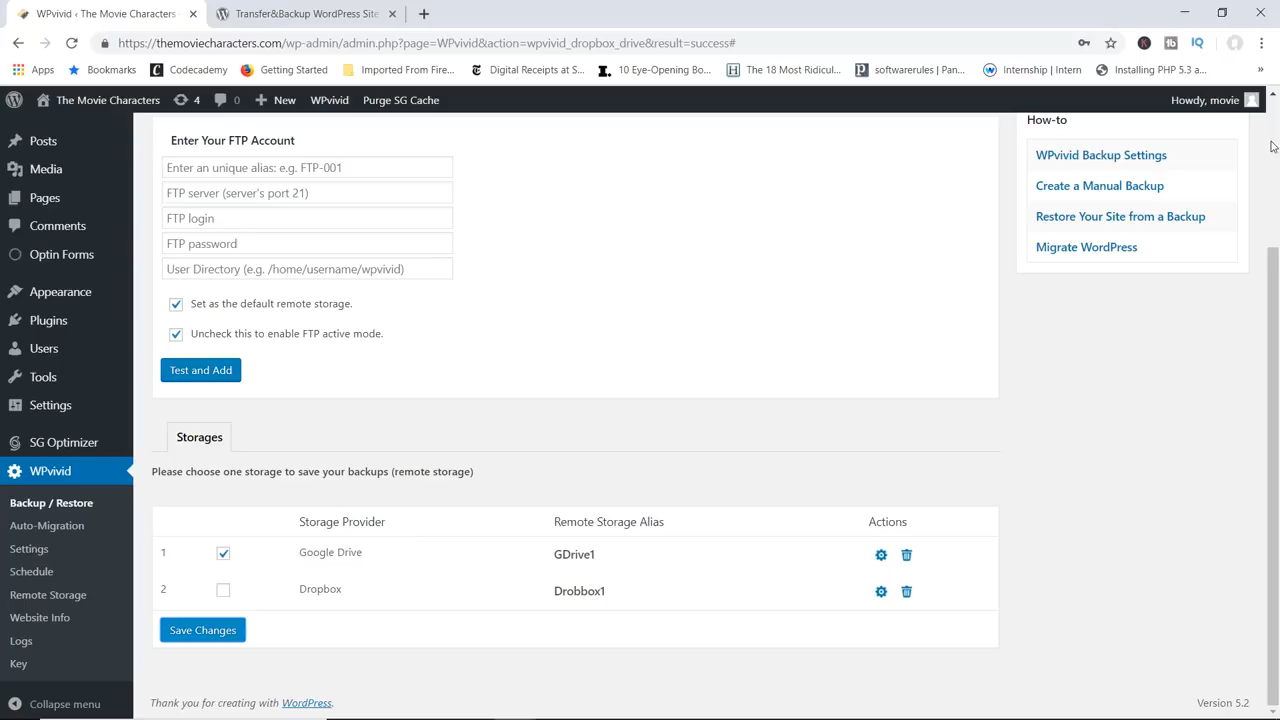 WPvivid ‹ The Movie Characters
Transfer&Backup WordPress Site
https://themoviecharacters.com/wp-admin/admin.php?page=WPvivid&action=wpvivid_dropbox_drive&result=success#
Apps
Bookmarks
Codecademy
Getting Started
Imported From Fire...
Digital Receipts at S...
10 Eye-Opening Bo...
The 18 Most Ridicul...
softwarerules | Pan...
Internship | Intern
Installing PHP 5.3 a...
The Movie Characters
4
0
New
WPvivid
Purge SG Cache
Howdy, movie
Posts
Media
Pages
Comments
Optin Forms
Appearance
Plugins
Users
Tools
Settings
SG Optimizer
WPvivid
Backup / Restore
Auto-Migration
Settings
Schedule
Remote Storage
Website Info
Logs
Key
Collapse menu
Enter Your FTP Account
Enter an unique alias: e.g. FTP-001
FTP server (server's port 21)
FTP login
FTP password
User Directory (e.g. /home/username/wpvivid)
Set as the default remote storage.
Uncheck this to enable FTP active mode.
Test and Add
Storages
Please choose one storage to save your backups (remote storage)
Storage Provider Remote Storage Alias Actions
1 Google Drive GDrive1
2 Dropbox Drobbox1
Save Changes
Thank you for creating with WordPress.
Version 5.2
How-to
WPvivid Backup Settings
Create a Manual Backup
Restore Your Site from a Backup
Migrate WordPress